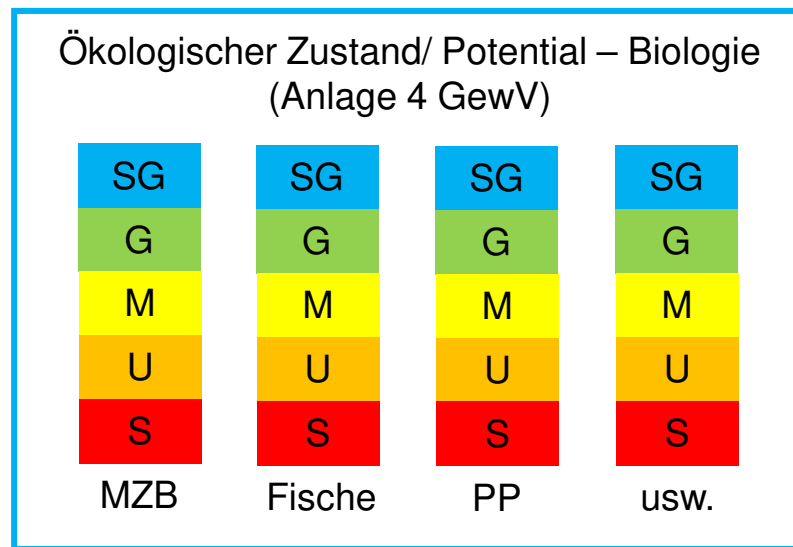 Ökologischer Zustand/ Potential – Biologie
(Anlage 4 GewV)
SG SG SG SG
G G G G
M M M M
U U U U
S S S S
MZB Fische PP usw.